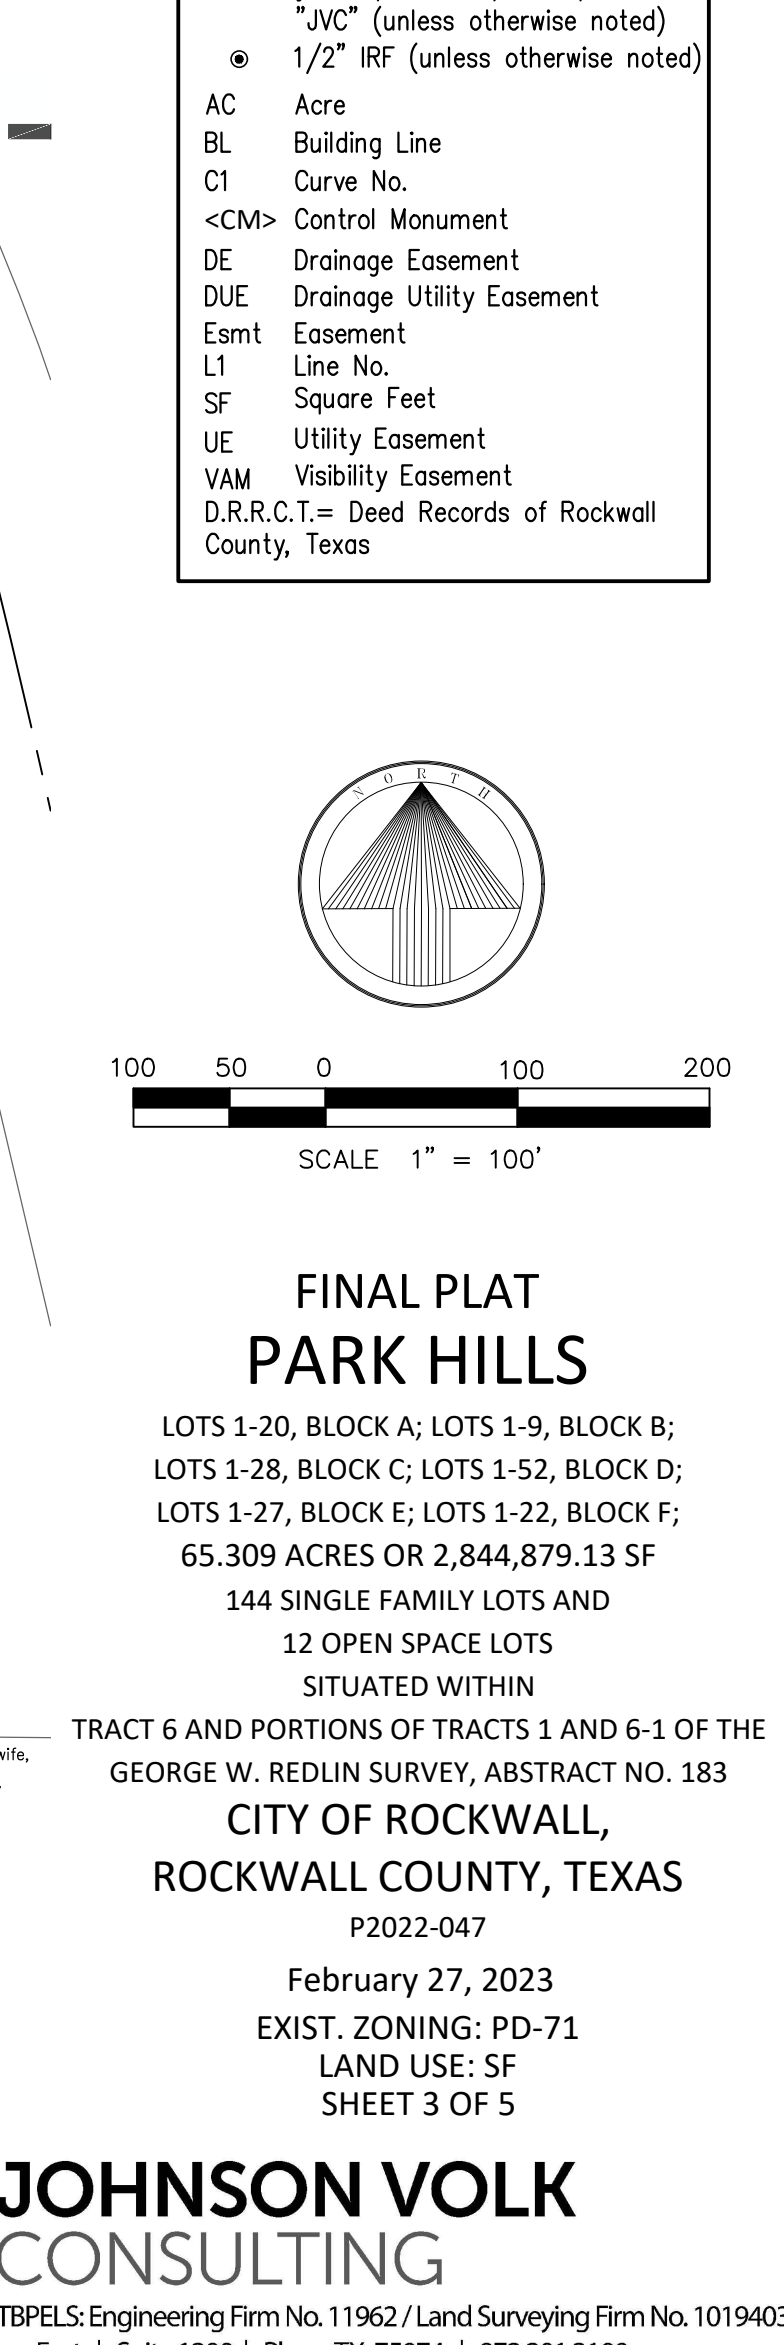 "JVC" (unless otherwise noted)
1/2" IRF (unless otherwise noted)
AC Acre
BL Building Line
C1 Curve No.
<CM> Control Monument
DE Drainage Easement
DUE Drainage Utility Easement
Esmt Easement
L1 Line No.
SF Square Feet
UE Utility Easement
VAM Visibility Easement
D.R.R.C.T.= Deed Records of Rockwall
County, Texas
NORTH
100 50 0 100 200
SCALE 1" = 100'
FINAL PLAT
PARK HILLS
LOTS 1-20, BLOCK A; LOTS 1-9, BLOCK B;
LOTS 1-28, BLOCK C; LOTS 1-52, BLOCK D;
LOTS 1-27, BLOCK E; LOTS 1-22, BLOCK F;
65.309 ACRES OR 2,844,879.13 SF
144 SINGLE FAMILY LOTS AND
12 OPEN SPACE LOTS
SITUATED WITHIN
TRACT 6 AND PORTIONS OF TRACTS 1 AND 6-1 OF THE
wife,
GEORGE W. REDLIN SURVEY, ABSTRACT NO. 183
CITY OF ROCKWALL,
ROCKWALL COUNTY, TEXAS
P2022-047
February 27, 2023
EXIST. ZONING: PD-71
LAND USE: SF
SHEET 3 OF 5
JOHNSON VOLK
CONSULTING
TBPELS: Engineering Firm No. 11962 / Land Surveying Firm No. 1019403